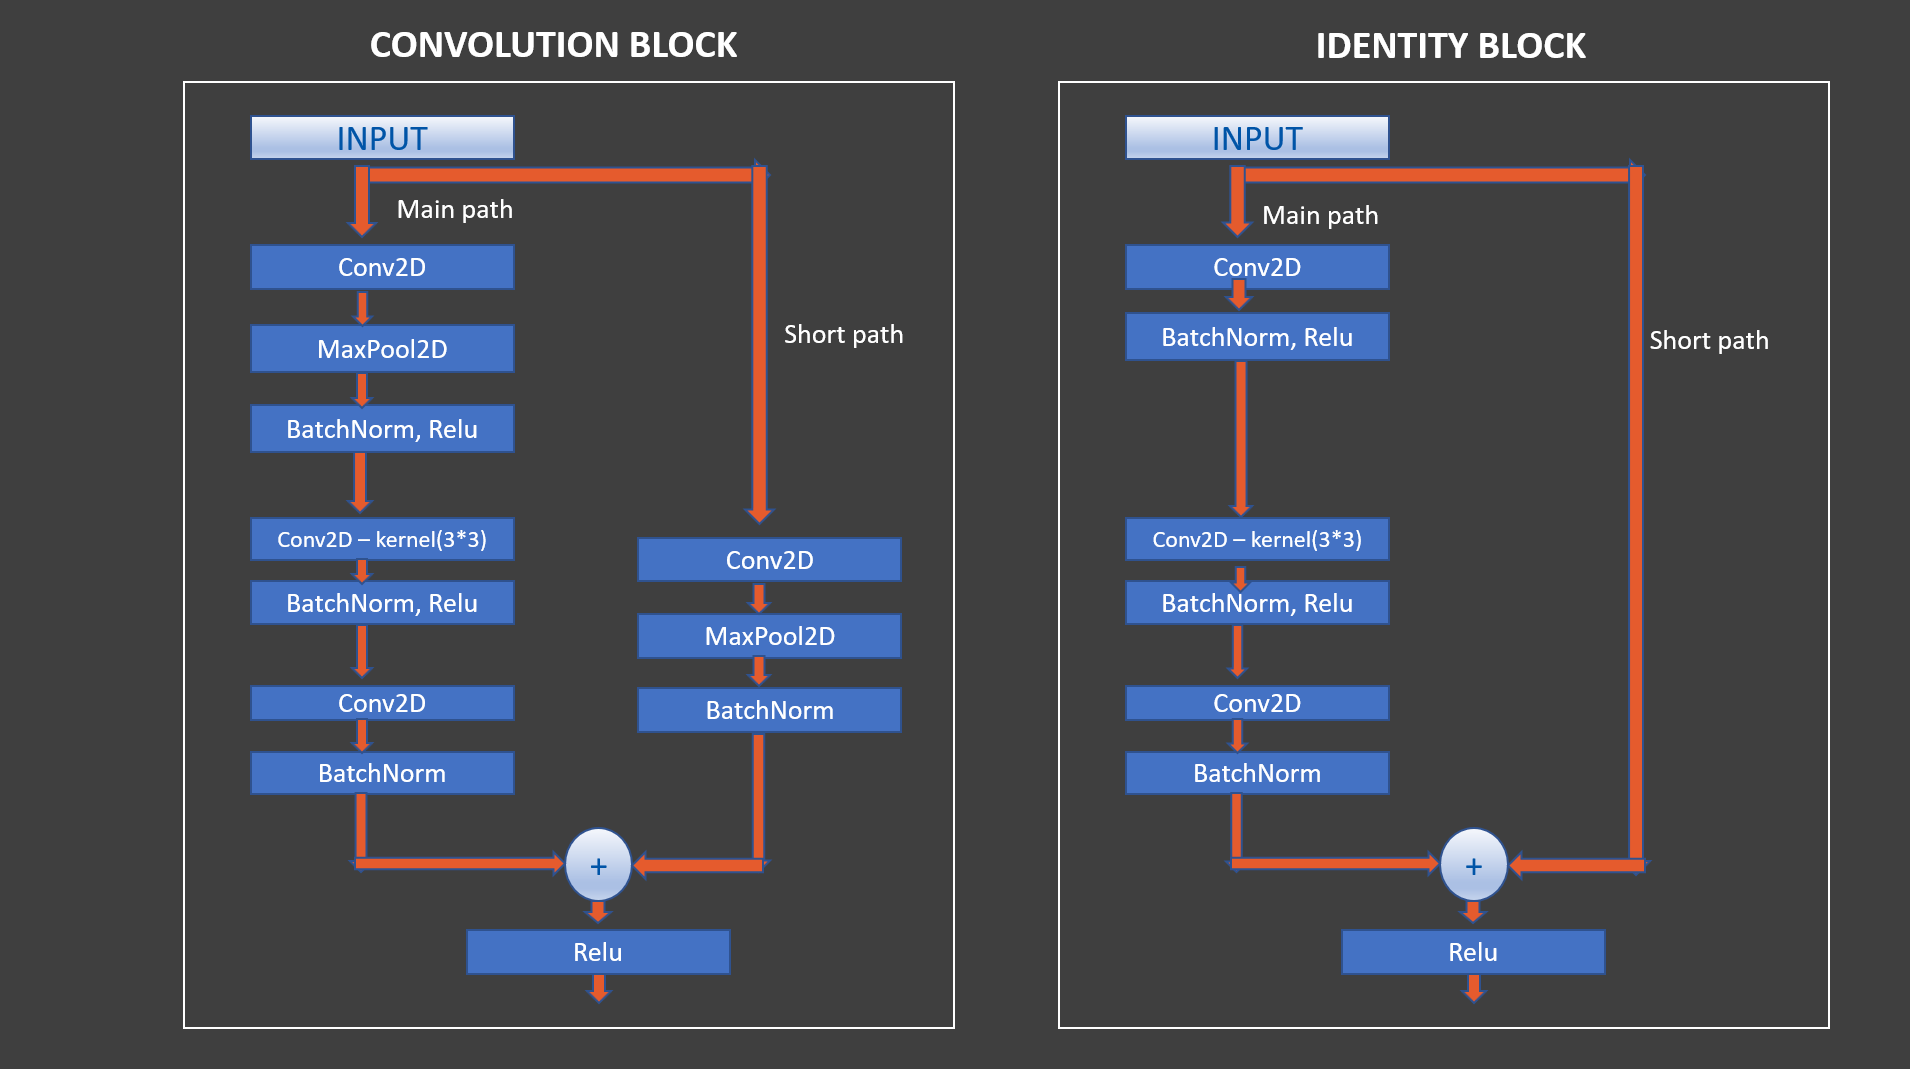 CONVOLUTION BLOCK
INPUT
Main path
Conv2D
MaxPool2D
BatchNorm, Relu
Conv2D – kernel(3*3)
BatchNorm, Relu
Conv2D
BatchNorm
Short path
Conv2D
MaxPool2D
BatchNorm
+
Relu
IDENTITY BLOCK
INPUT
Main path
Conv2D
BatchNorm, Relu
Conv2D – kernel(3*3)
BatchNorm, Relu
Conv2D
BatchNorm
Short path
+
Relu